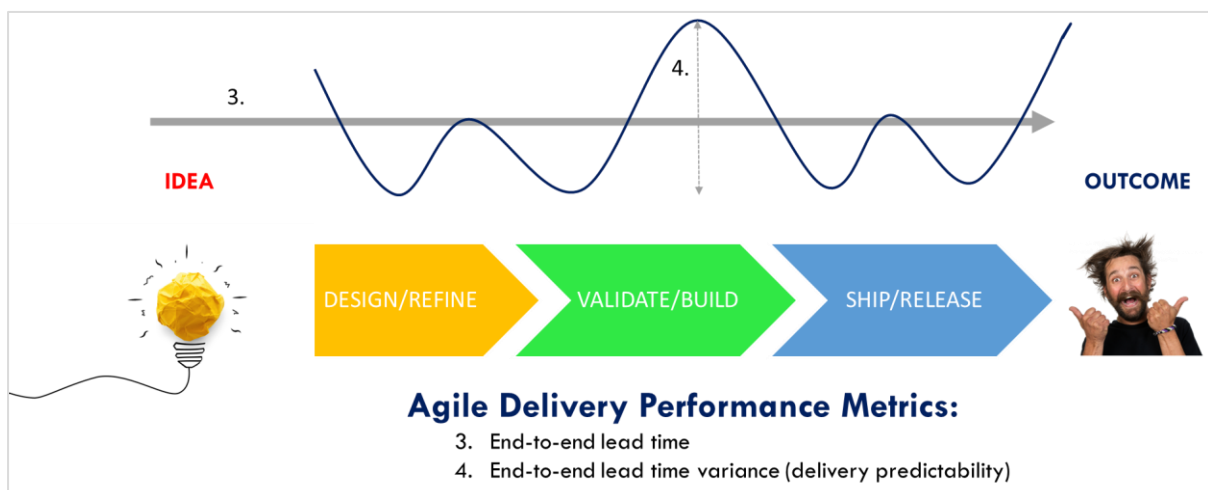 4.
3.
IDEA
OUTCOME
DESIGN/REFINE
VALIDATE/BUILD
SHIP/RELEASE
Agile Delivery Performance Metrics:
3. End-to-end lead time
4. End-to-end lead time variance (delivery predictability)